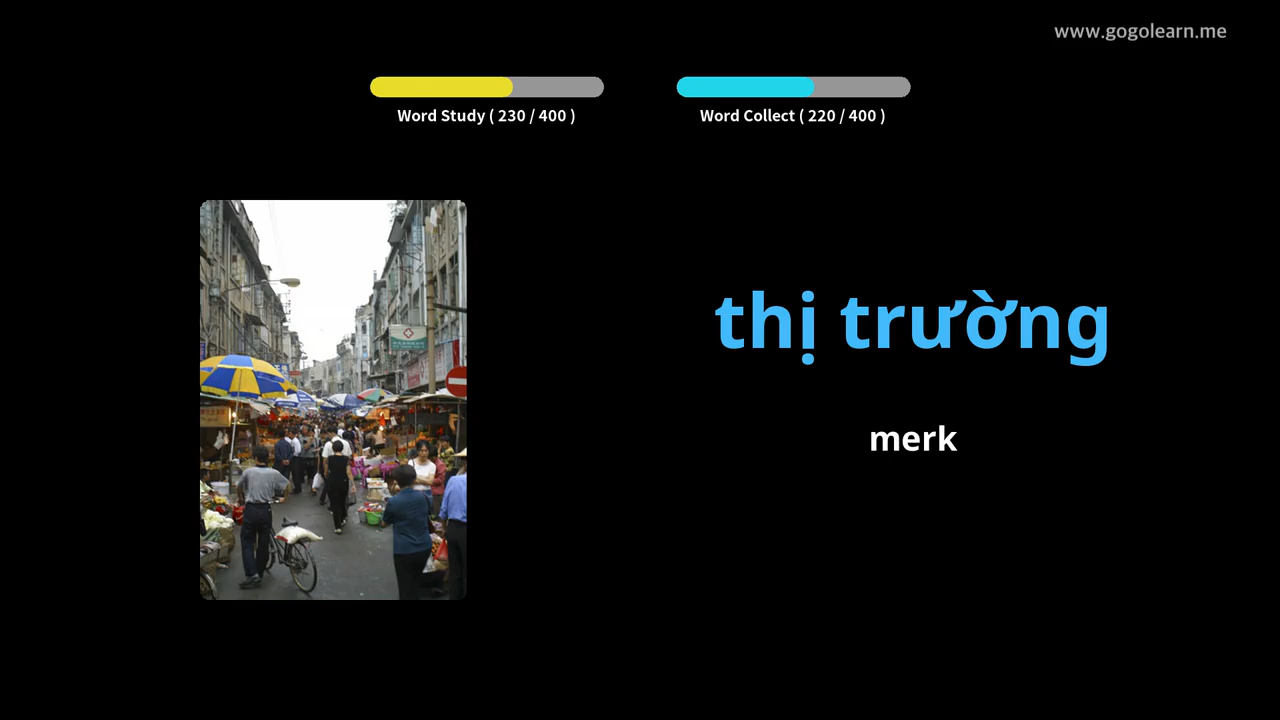 www.gogolearn.me
Word Study ( 230 / 400 )
Word Collect ( 220 / 400 )
thị trường
merk